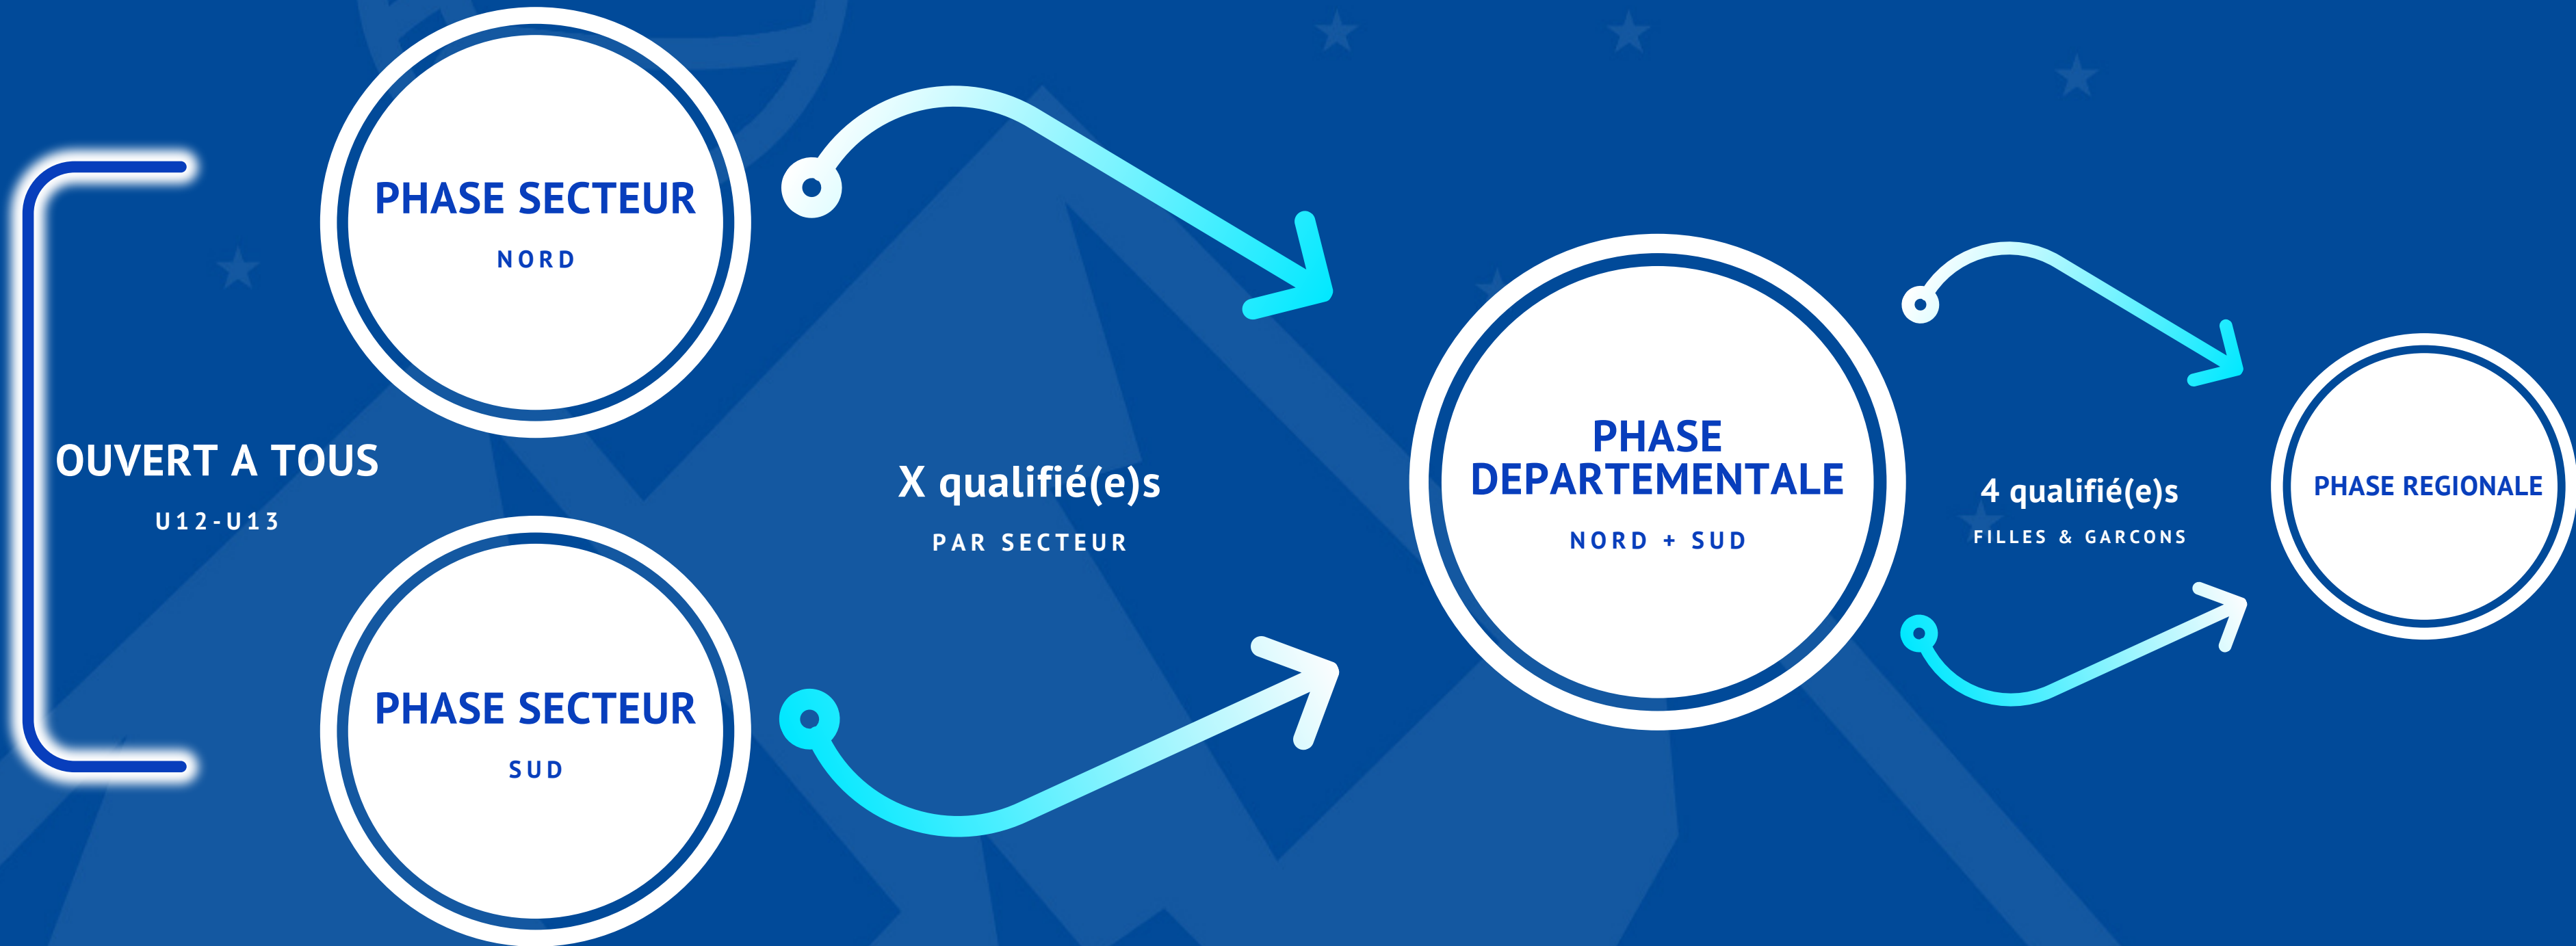 PHASE SECTEUR
NORD
OUVERT A TOUS
U12-U13
PHASE SECTEUR
SUD
X qualifié(e)s
PAR SECTEUR
PHASE
DEPARTEMENTALE
NORD + SUD
4 qualifié(e)s
FILLES & GARCONS
PHASE REGIONALE